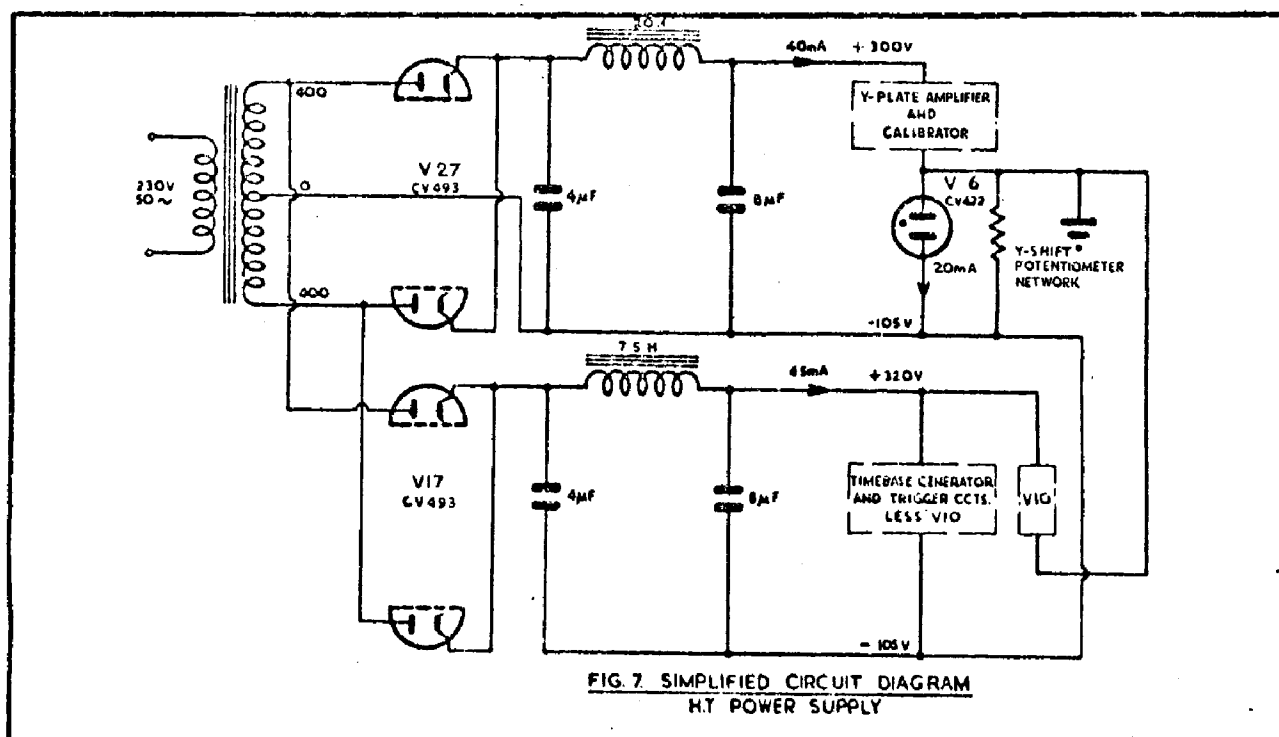 40mA
+300V
Y-PLATE AMPLIFIER
AND
CALIBRATOR
400
230V
50~
0
V27
CV493
4µF
8µF
V6
CV422
20mA
Y-SHIFT
POTENTIOMETER
NETWORK
400
-105V
75H
45mA
+320V
V17
CV493
4µF
8µF
TIMEBASE GENERATOR
AND TRIGGER CCTS.
LESS V10
V10
-105V
FIG. 7. SIMPLIFIED CIRCUIT DIAGRAM
H.T POWER SUPPLY